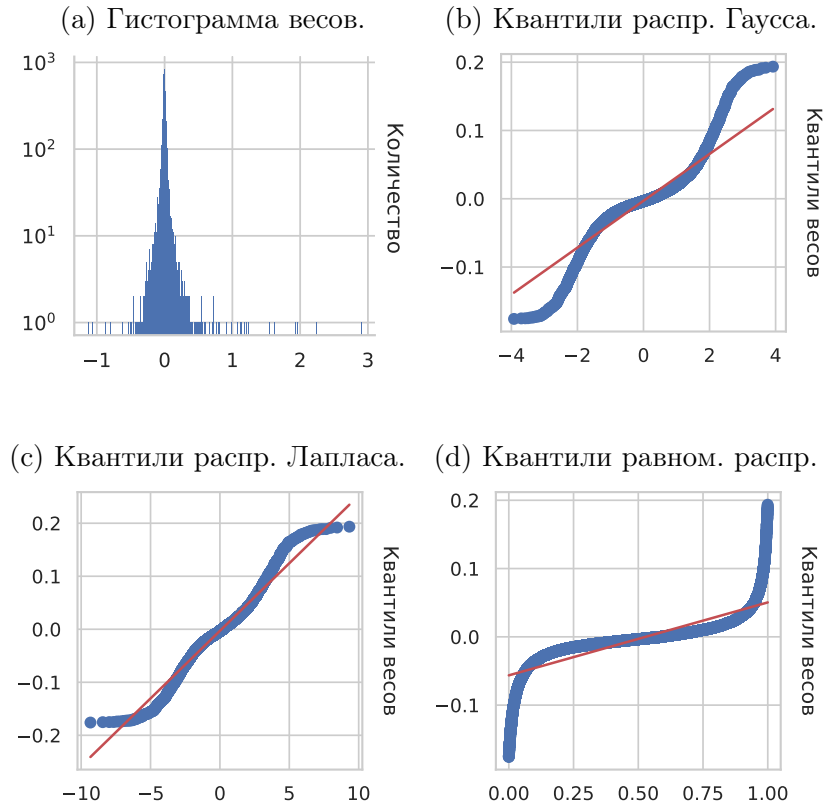 (a) Гистограмма весов.
10³
10²
10¹
10⁰
−1 0 1 2 3
Количество
(b) Квантили распр. Гаусса.
0.2
0.1
0.0
−0.1
−4 −2 0 2 4
Квантили весов
(c) Квантили распр. Лапласа.
0.2
0.1
0.0
−0.1
−0.2
−10 −5 0 5 10
Квантили весов
(d) Квантили равном. распр.
0.2
0.1
0.0
−0.1
0.00 0.25 0.50 0.75 1.00
Квантили весов